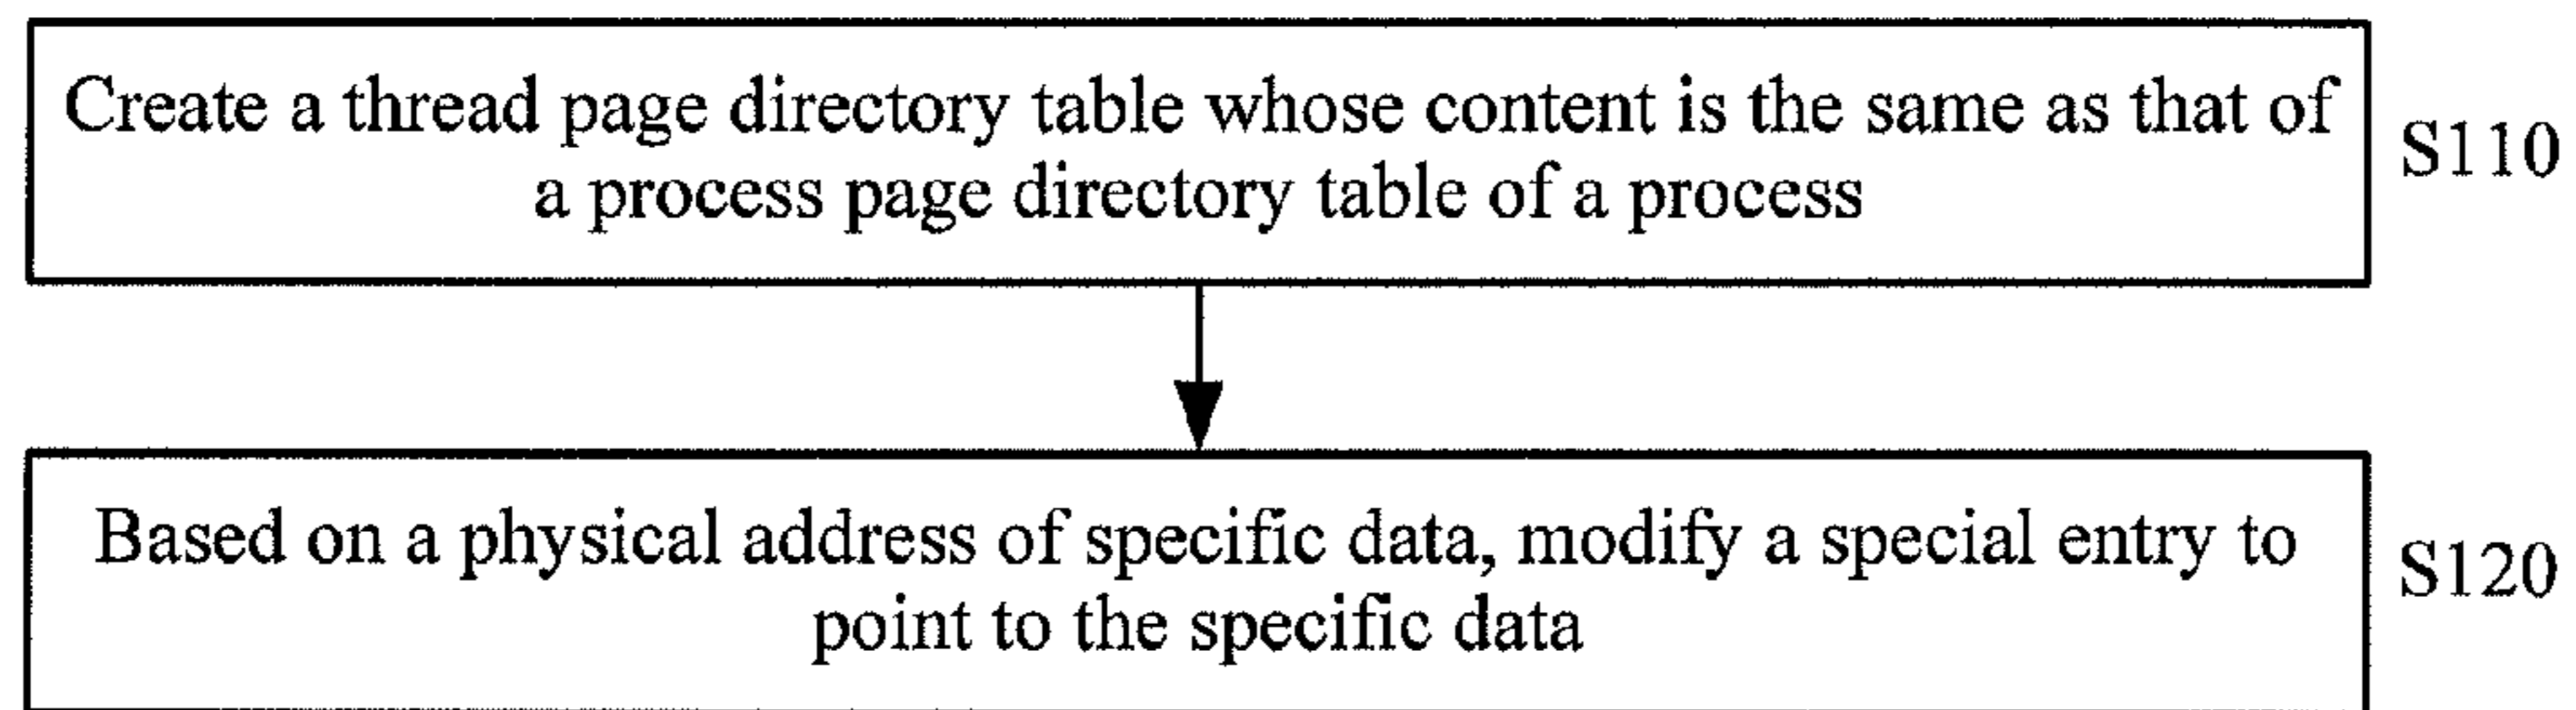 Create a thread page directory table whose content is the same as that of
a process page directory table of a process
S110
Based on a physical address of specific data, modify a special entry to
point to the specific data
S120